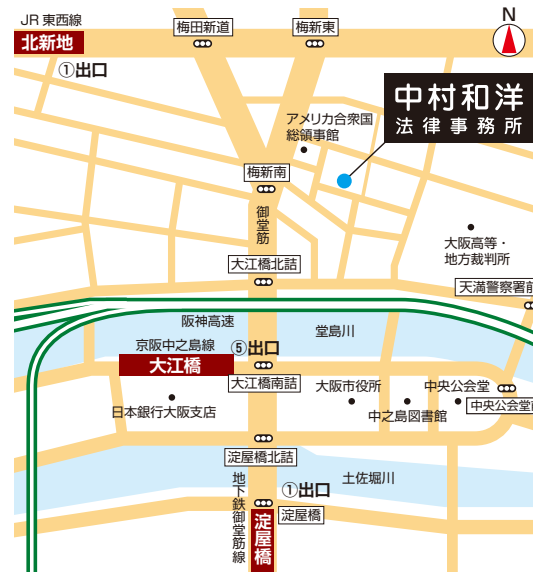 JR 東西線
北新地
①出口
梅田新道
梅新東
N
中村和洋
法律事務所
アメリカ合衆国
総領事館
梅新南
御堂筋
大阪高等・
地方裁判所
大江橋北詰
天満警察署前
阪神高速
堂島川
京阪中之島線
大江橋
⑤出口
大江橋南詰
大阪市役所
中央公会堂
日本銀行大阪支店
中之島図書館
中央公会堂前
淀屋橋北詰
土佐堀川
地下鉄御堂筋線
①出口
淀屋橋
淀屋橋